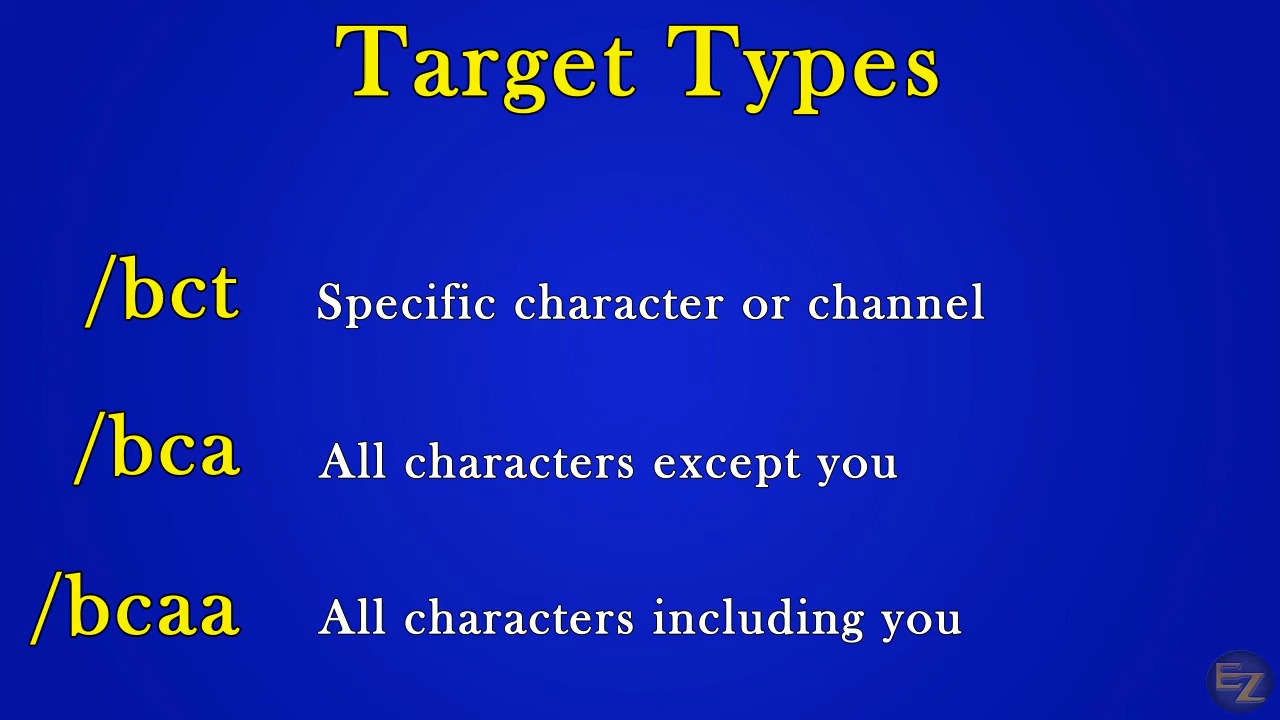 Target Types
/bct Specific character or channel
/bca All characters except you
/bcaa All characters including you
EZ